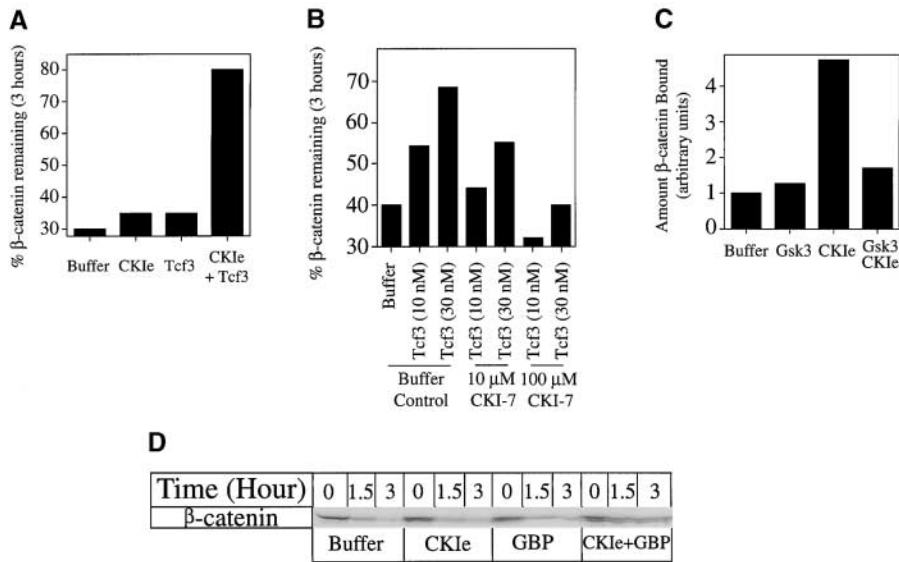 A
% β-catenin remaining (3 hours)
80
70
60
50
40
30
Buffer CKIe Tcf3 CKIe
+ Tcf3
B
% β-catenin remaining (3 hours)
70
60
50
40
30
Buffer
Tcf3 (10 nM)
Tcf3 (30 nM)
Tcf3 (10 nM)
Tcf3 (30 nM)
Tcf3 (10 nM)
Tcf3 (30 nM)
Buffer 10 μM 100 μM
Control CKI-7 CKI-7
C
Amount β-catenin Bound
(arbitrary units)
4
3
2
1
0
Buffer Gsk3 CKIe Gsk3
CKIe
D
Time (Hour) 0 1.5 3 0 1.5 3 0 1.5 3 0 1.5 3
β-catenin
Buffer CKIe GBP CKIe+GBP